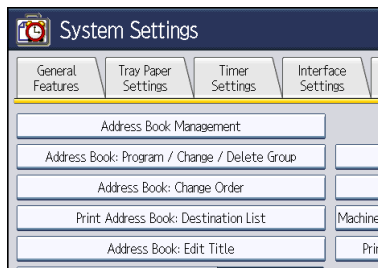 System Settings
General Features
Tray Paper Settings
Timer Settings
Interface Settings
Address Book Management
Address Book: Program / Change / Delete Group
Address Book: Change Order
Print Address Book: Destination List
Machine
Address Book: Edit Title